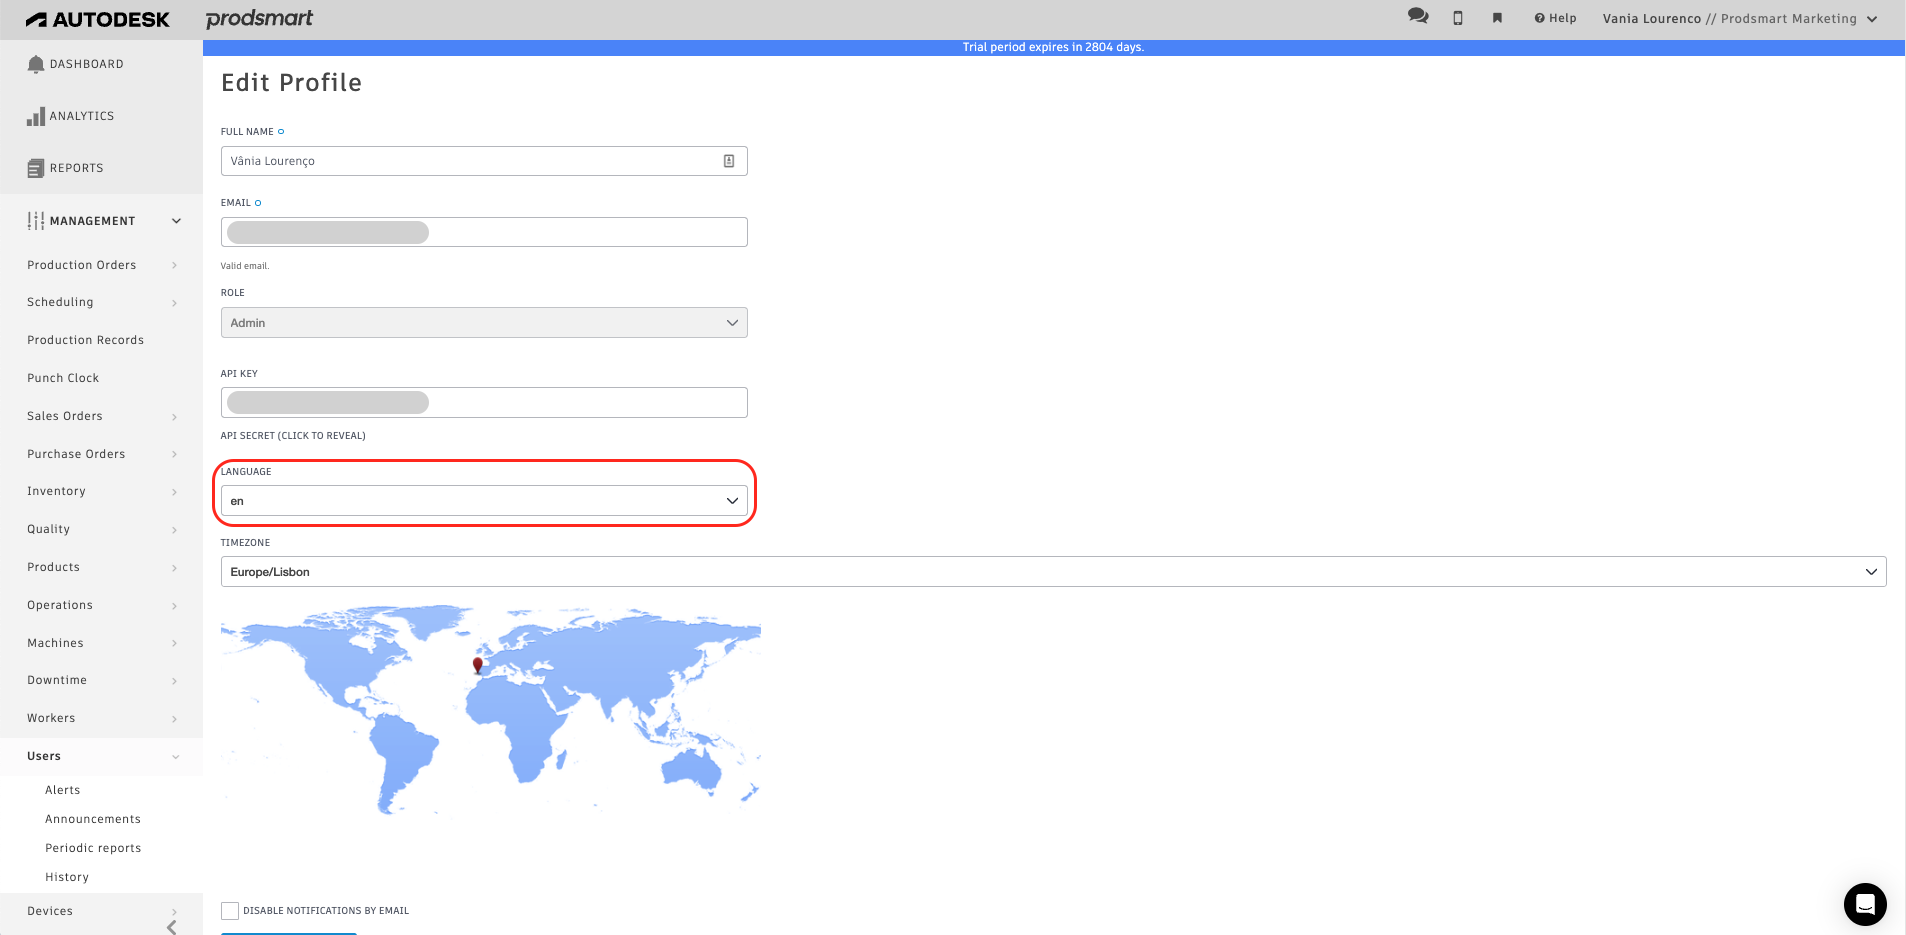 AUTODESK prodsmart
Help
Vania Lourenco // Prodsmart Marketing
Trial period expires in 2804 days.
DASHBOARD
ANALYTICS
REPORTS
MANAGEMENT
Production Orders
Scheduling
Production Records
Punch Clock
Sales Orders
Purchase Orders
Inventory
Quality
Products
Operations
Machines
Downtime
Workers
Users
Alerts
Announcements
Periodic reports
History
Devices
Edit Profile
FULL NAME
Vânia Lourenço
EMAIL
Valid email.
ROLE
Admin
API KEY
API SECRET (CLICK TO REVEAL)
LANGUAGE
en
TIMEZONE
Europe/Lisbon
DISABLE NOTIFICATIONS BY EMAIL